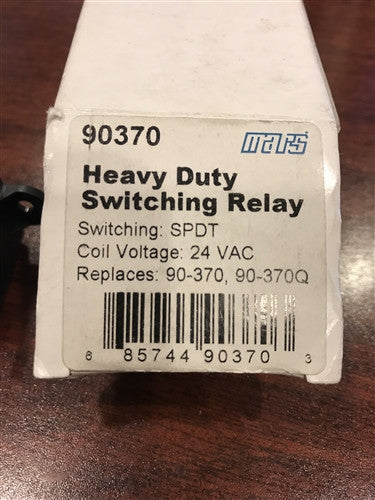 90370 mars
Heavy Duty
Switching Relay
Switching: SPDT
Coil Voltage: 24 VAC
Replaces: 90-370, 90-370Q
6 85744 90370 3